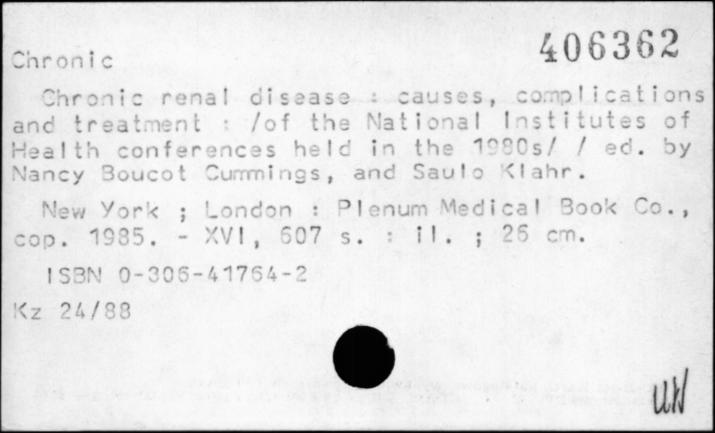 406362
Chronic
Chronic renal disease : causes, complications
and treatment : /of the National Institutes of
Health conferences held in the 1980s/ / ed. by
Nancy Boucot Cummings, and Saulo Klahr.
New York ; London : Plenum Medical Book Co.,
cop. 1985. - XVI, 607 s. : il. ; 26 cm.
ISBN 0-306-41764-2
Kz 24/88